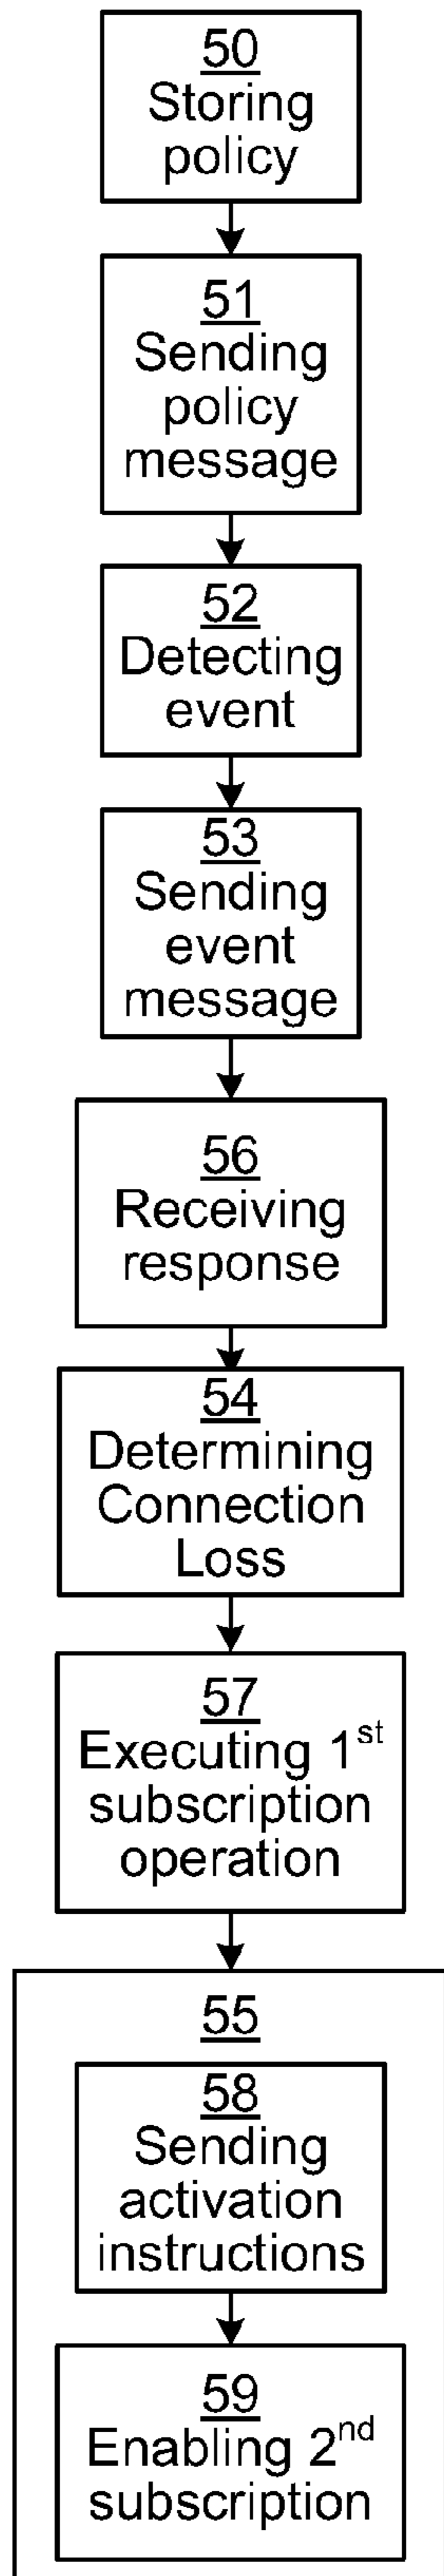 50
Storing
policy
51
Sending
policy
message
52
Detecting
event
53
Sending
event
message
56
Receiving
response
54
Determining
Connection
Loss
57
Executing 1st
subscription
operation
55
58
Sending
activation
instructions
59
Enabling 2nd
subscription